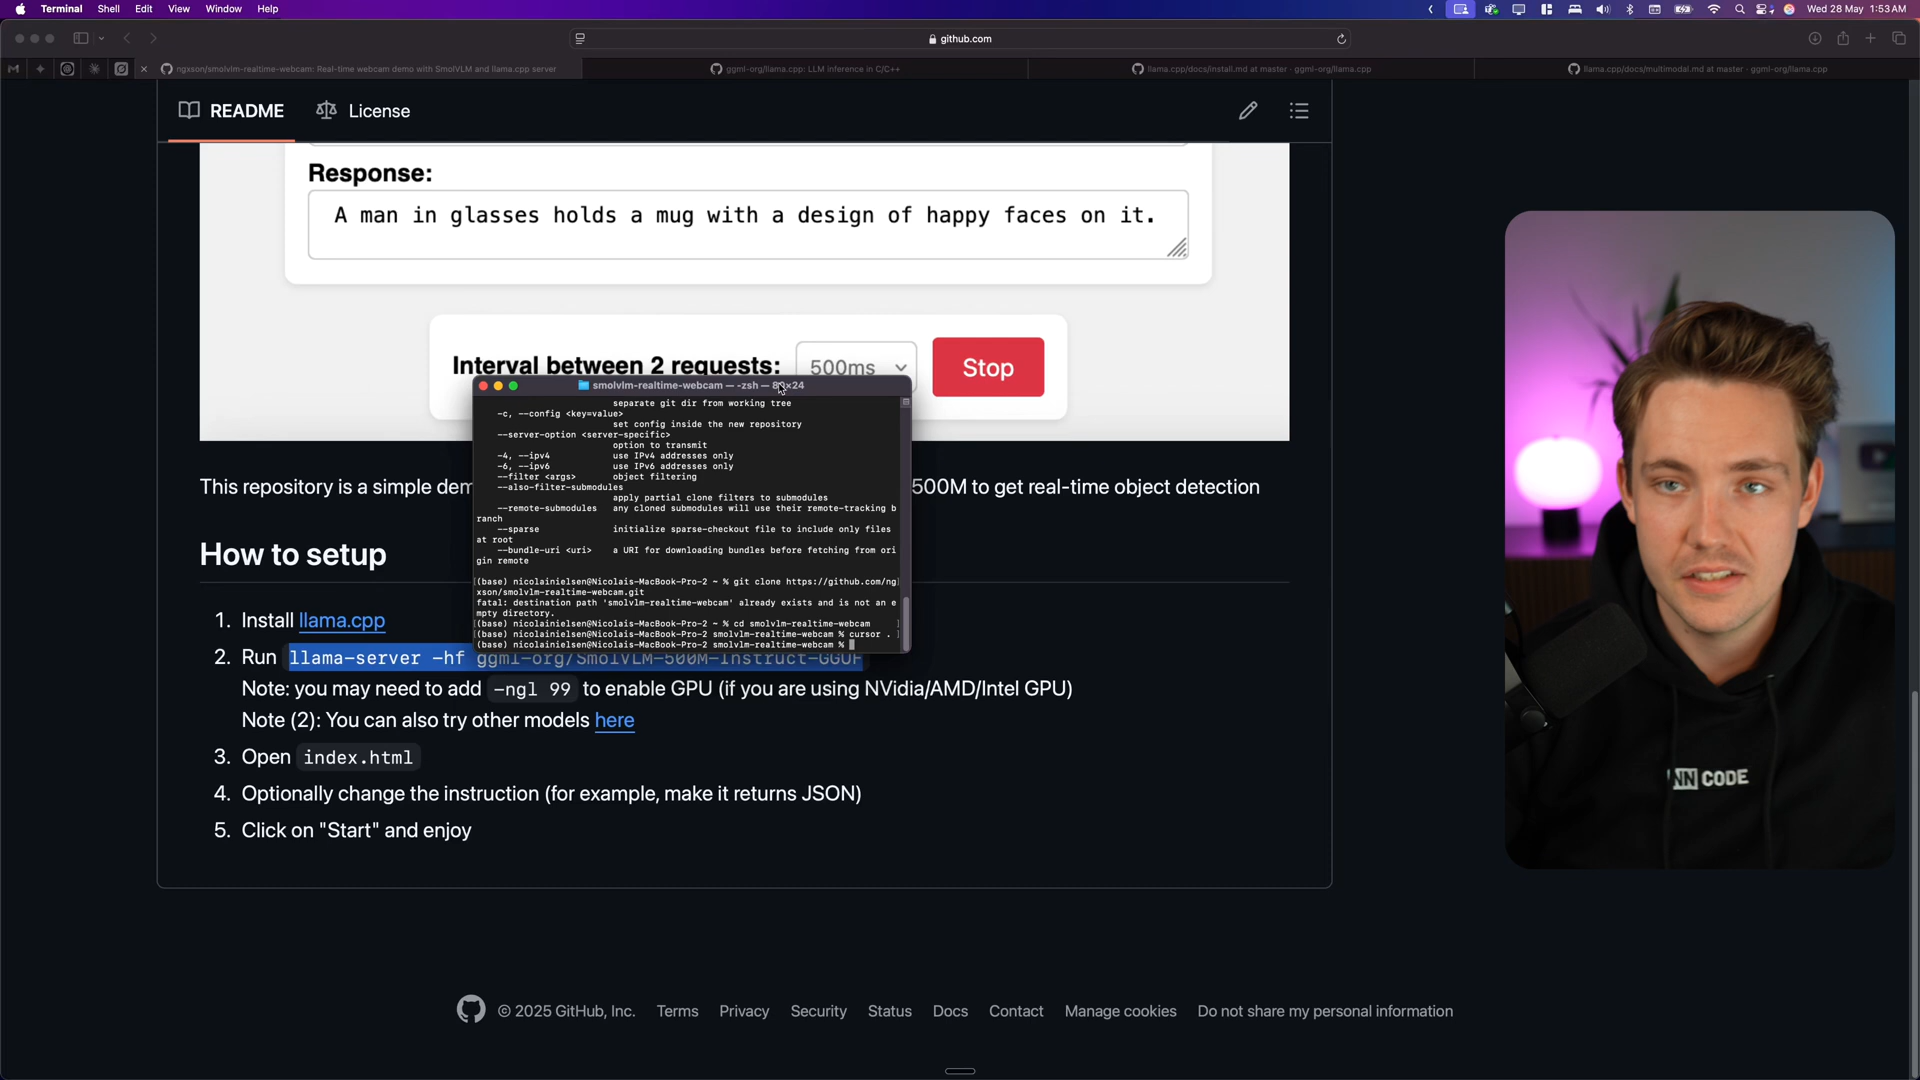 Terminal Shell Edit View Window Help
Wed 28 May 1:53 AM
github.com
ngxson/smolvlm-realtime-webcam: Real-time webcam demo with SmolVLM and llama.cpp server
ggml-org/llama.cpp: LLM inference in C/C++
llama.cpp/docs/install.md at master · ggml-org/llama.cpp
llama.cpp/docs/multimodal.md at master · ggml-org/llama.cpp
README License
Response:
A man in glasses holds a mug with a design of happy faces on it.
Interval between 2 requests: 500ms Stop
smolvlm-realtime-webcam — -zsh — 80×24
separate git dir from working tree
-c, --config <key=value>
set config inside the new repository
--server-option <server-specific>
option to transmit
-4, --ipv4 use IPv4 addresses only
-6, --ipv6 use IPv6 addresses only
--filter <args> object filtering
--also-filter-submodules
apply partial clone filters to submodules
--remote-submodules any cloned submodules will use their remote-tracking b
ranch
--sparse initialize sparse-checkout file to include only files
at root
--bundle-uri <uri> a URI for downloading bundles before fetching from ori
gin remote
[(base) nicolainielsen@Nicolais-MacBook-Pro-2 ~ % git clone https://github.com/ng]
xson/smolvlm-realtime-webcam.git
fatal: destination path 'smolvlm-realtime-webcam' already exists and is not an e
mpty directory.
[(base) nicolainielsen@Nicolais-MacBook-Pro-2 ~ % cd smolvlm-realtime-webcam ]
[(base) nicolainielsen@Nicolais-MacBook-Pro-2 smolvlm-realtime-webcam % cursor . ]
(base) nicolainielsen@Nicolais-MacBook-Pro-2 smolvlm-realtime-webcam %
This repository is a simple dem 500M to get real-time object detection
How to setup
1. Install llama.cpp
2. Run llama-server -hf ggml-org/SmolVLM-500M-Instruct-GGUF
Note: you may need to add -ngl 99 to enable GPU (if you are using NVidia/AMD/Intel GPU)
Note (2): You can also try other models here
3. Open index.html
4. Optionally change the instruction (for example, make it returns JSON)
5. Click on "Start" and enjoy
NN CODE
© 2025 GitHub, Inc. Terms Privacy Security Status Docs Contact Manage cookies Do not share my personal information